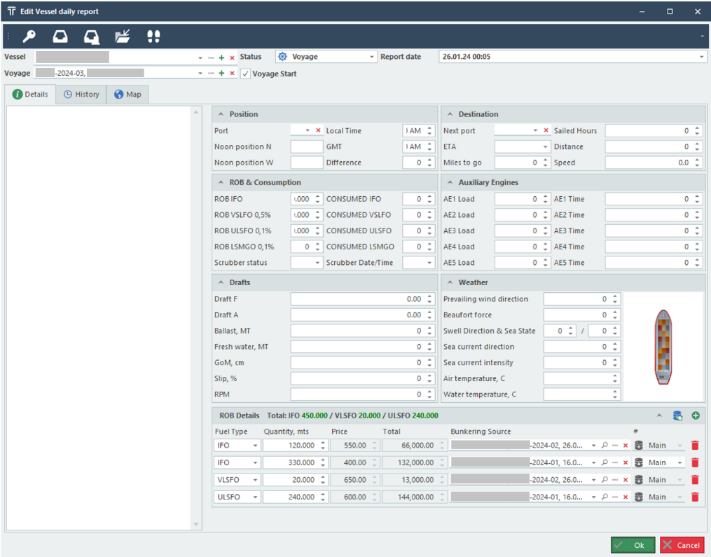 Edit Vessel daily report
Vessel Status Voyage Report date 26.01.24 00:05
Voyage -2024-03, Voyage Start
Details History Map
Position
Port Local Time I AM
Noon position N GMT I AM
Noon position W Difference 0
Destination
Next port Sailed Hours 0
ETA Distance 0
Miles to go 0 Speed 0.0
ROB & Consumption
ROB IFO .000 CONSUMED IFO 0
ROB VSLFO 0,5% .000 CONSUMED VSLFO 0
ROB ULSFO 0,1% .000 CONSUMED ULSFO 0
ROB LSMGO 0,1% 0 CONSUMED LSMGO 0
Scrubber status Scrubber Date/Time
Auxiliary Engines
AE1 Load 0 AE1 Time 0
AE2 Load 0 AE2 Time 0
AE3 Load 0 AE3 Time 0
AE4 Load 0 AE4 Time 0
AE5 Load 0 AE5 Time 0
Drafts
Draft F 0.00
Draft A 0.00
Ballast, MT 0
Fresh water, MT 0
GoM, cm 0
Slip, % 0
RPM 0
Weather
Prevailing wind direction 0
Beaufort force 0
Swell Direction & Sea State 0 / 0
Sea current direction 0
Sea current intensity 0
Air temperature, C
Water temperature, C
ROB Details Total: IFO 450.000 / VLSFO 20.000 / ULSFO 240.000
Fuel Type Quantity, mts Price Total Bunkering Source #
IFO 120.000 550.00 66,000.00 -2024-02, 26.0... Main
IFO 330.000 400.00 132,000.00 -2024-01, 16.0... Main
VLSFO 20.000 650.00 13,000.00 -2024-02, 26.0... Main
ULSFO 240.000 600.00 144,000.00 -2024-01, 16.0... Main
Ok Cancel